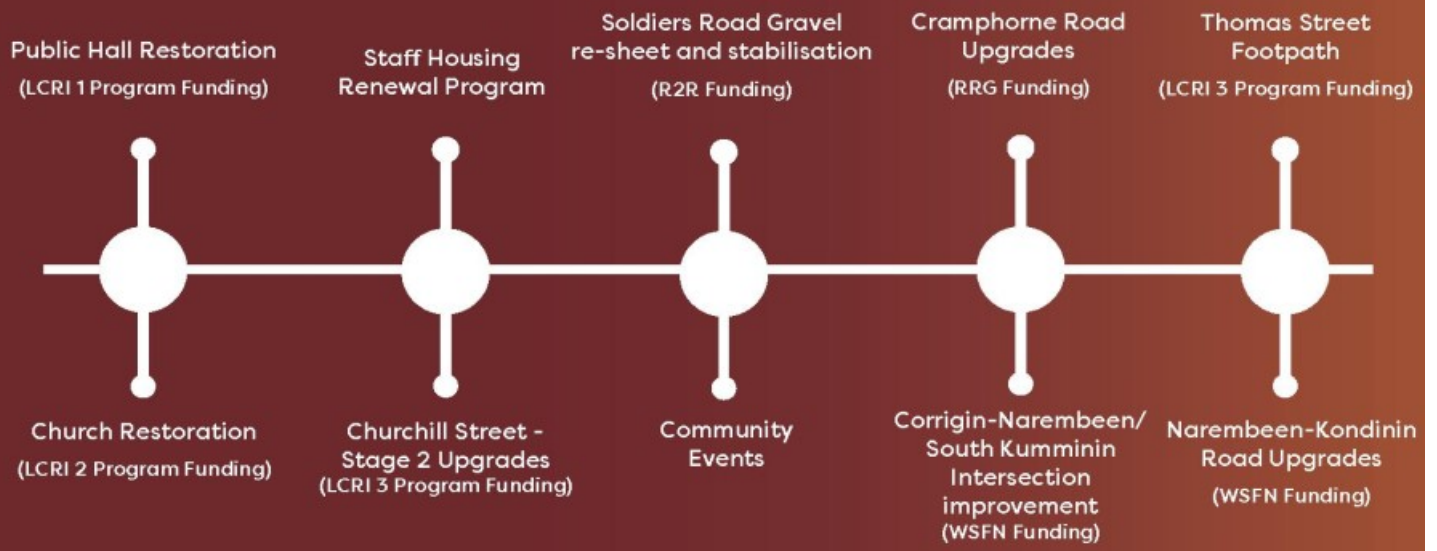 Public Hall Restoration
(LCRI 1 Program Funding)
Staff Housing
Renewal Program
Soldiers Road Gravel
re-sheet and stabilisation
(R2R Funding)
Cramphorne Road
Upgrades
(RRG Funding)
Thomas Street
Footpath
(LCRI 3 Program Funding)
Church Restoration
(LCRI 2 Program Funding)
Churchill Street -
Stage 2 Upgrades
(LCRI 3 Program Funding)
Community
Events
Corrigin-Narembeen/
South Kumminin
Intersection
improvement
(WSFN Funding)
Narembeen-Kondinin
Road Upgrades
(WSFN Funding)